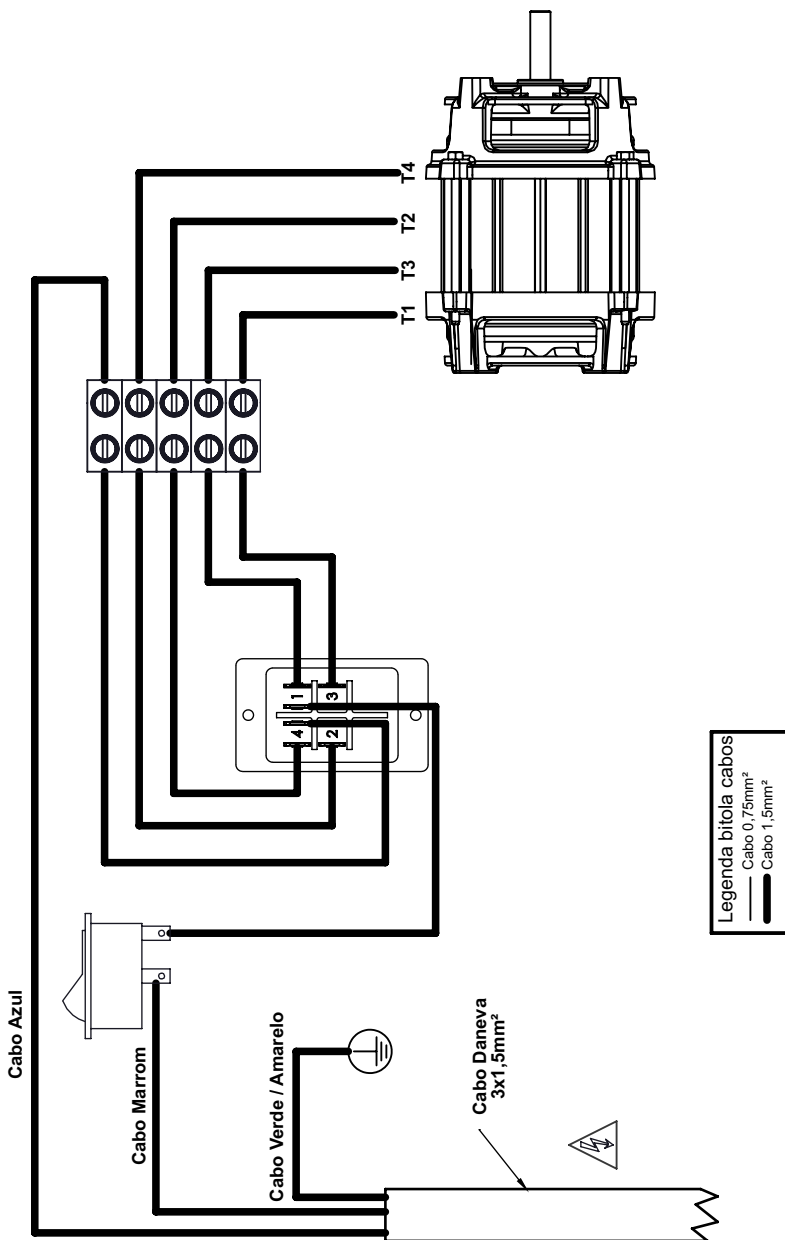 Cabo Azul
Cabo Marrom
Cabo Verde / Amarelo
Cabo Daneva
3x1,5mm²
4
1
2
3
T4
T2
T3
T1
Legenda bitola cabos
Cabo 0,75mm²
Cabo 1,5mm²